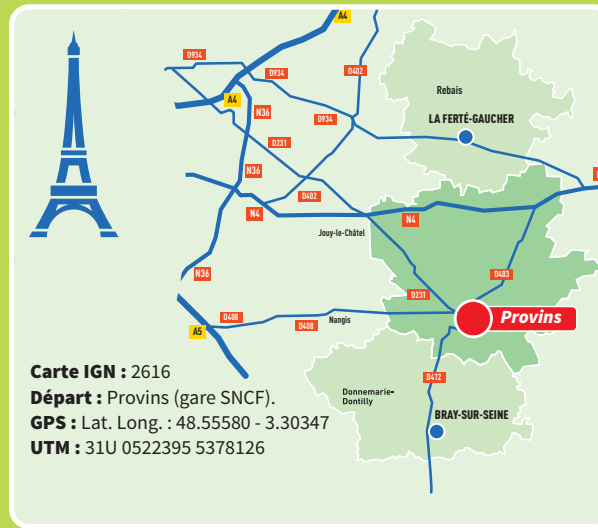 A4
D934
D402
D934
Rebais
A4
N36
LA FERTÉ-GAUCHER
D934
D231
N36
D402
N4
N4
Jouy-le-Châtel
N36
D403
D231
D408
D408
Nangis
Provins
A5
Carte IGN : 2616
Départ : Provins (gare SNCF).
GPS : Lat. Long. : 48.55580 - 3.30347
UTM : 31U 0522395 5378126
D412
Donnemarie-
Dontilly
BRAY-SUR-SEINE